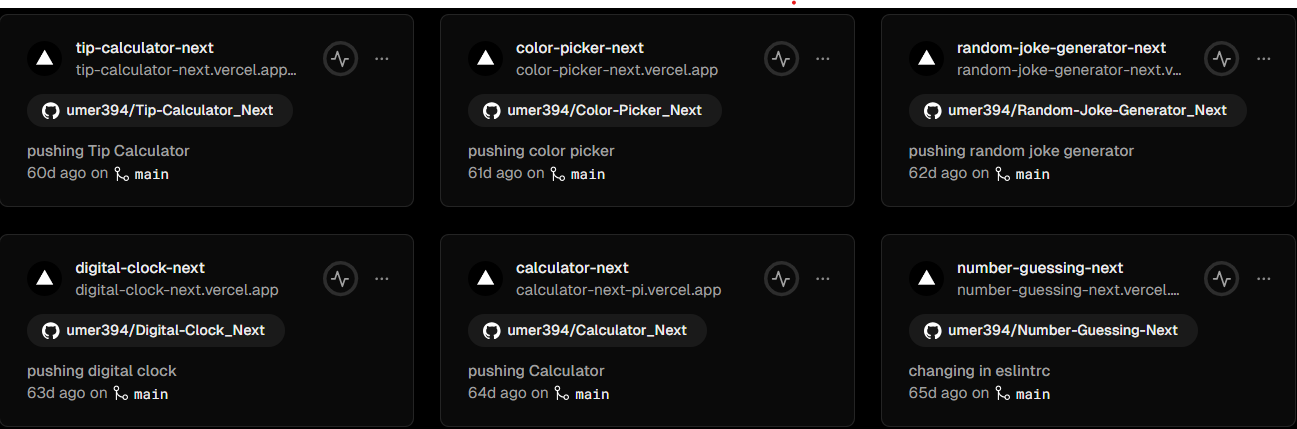 tip-calculator-next
tip-calculator-next.vercel.app...
umer394/Tip-Calculator_Next
pushing Tip Calculator
60d ago on main
color-picker-next
color-picker-next.vercel.app
umer394/Color-Picker_Next
pushing color picker
61d ago on main
random-joke-generator-next
random-joke-generator-next.v...
umer394/Random-Joke-Generator_Next
pushing random joke generator
62d ago on main
digital-clock-next
digital-clock-next.vercel.app
umer394/Digital-Clock_Next
pushing digital clock
63d ago on main
calculator-next
calculator-next-pi.vercel.app
umer394/Calculator_Next
pushing Calculator
64d ago on main
number-guessing-next
number-guessing-next.vercel....
umer394/Number-Guessing-Next
changing in eslintrc
65d ago on main